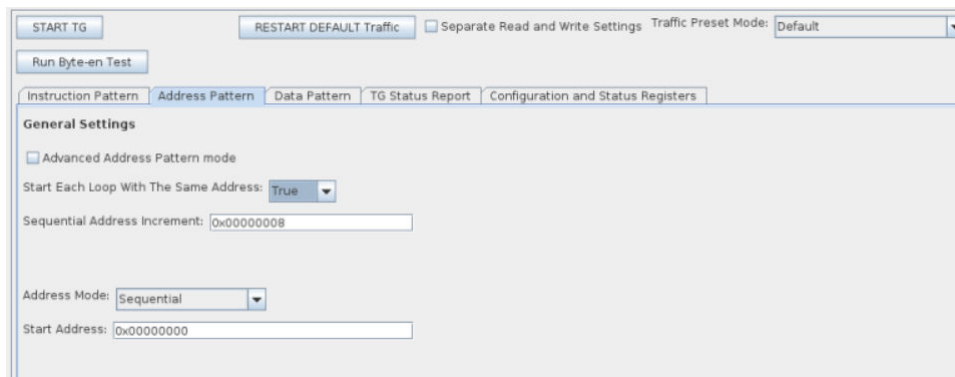 START TG RESTART DEFAULT Traffic Separate Read and Write Settings Traffic Preset Mode: Default
Run Byte-en Test
Instruction Pattern Address Pattern Data Pattern TG Status Report Configuration and Status Registers
General Settings
Advanced Address Pattern mode
Start Each Loop With The Same Address: True
Sequential Address Increment: 0x00000008
Address Mode: Sequential
Start Address: 0x00000000